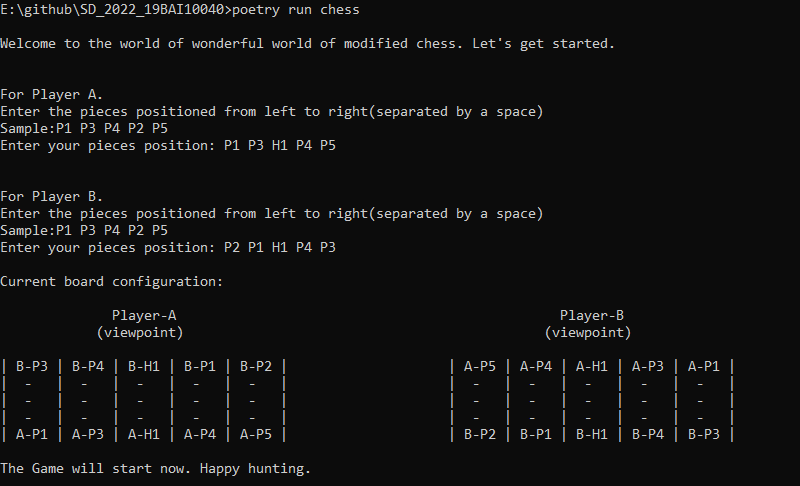 E:\github\SD_2022_19BAI10040>poetry run chess
Welcome to the world of wonderful world of modified chess. Let's get started.
For Player A.
Enter the pieces positioned from left to right(separated by a space)
Sample:P1 P3 P4 P2 P5
Enter your pieces position: P1 P3 H1 P4 P5
For Player B.
Enter the pieces positioned from left to right(separated by a space)
Sample:P1 P3 P4 P2 P5
Enter your pieces position: P2 P1 H1 P4 P3
Current board configuration:
Player-A Player-B
(viewpoint) (viewpoint)
| B-P3 | B-P4 | B-H1 | B-P1 | B-P2 | | A-P5 | A-P4 | A-H1 | A-P3 | A-P1 |
| - | - | - | - | - | | - | - | - | - | - |
| - | - | - | - | - | | - | - | - | - | - |
| - | - | - | - | - | | - | - | - | - | - |
| A-P1 | A-P3 | A-H1 | A-P4 | A-P5 | | B-P2 | B-P1 | B-H1 | B-P4 | B-P3 |
The Game will start now. Happy hunting.